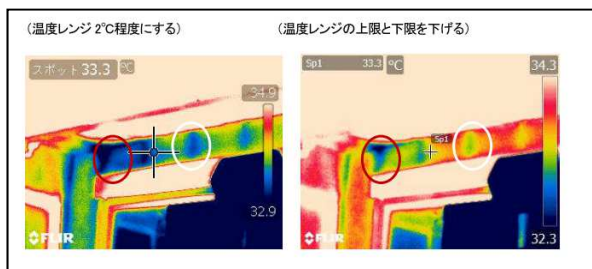 （温度レンジ 2℃程度にする）
（温度レンジの上限と下限を下げる）
スポット 33.3 ℃
34.9
32.9
FLIR
Sp1 33.3 ℃
34.3
Sp1
32.3
FLIR